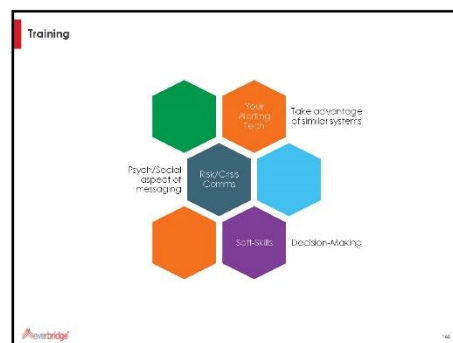 Training
Your
Alerting
Tech
Take advantage
of similar systems
Psych/Social
aspect of
messaging
Risk/Crisis
Comms
Soft-Skills
Decision-Making
everbridge